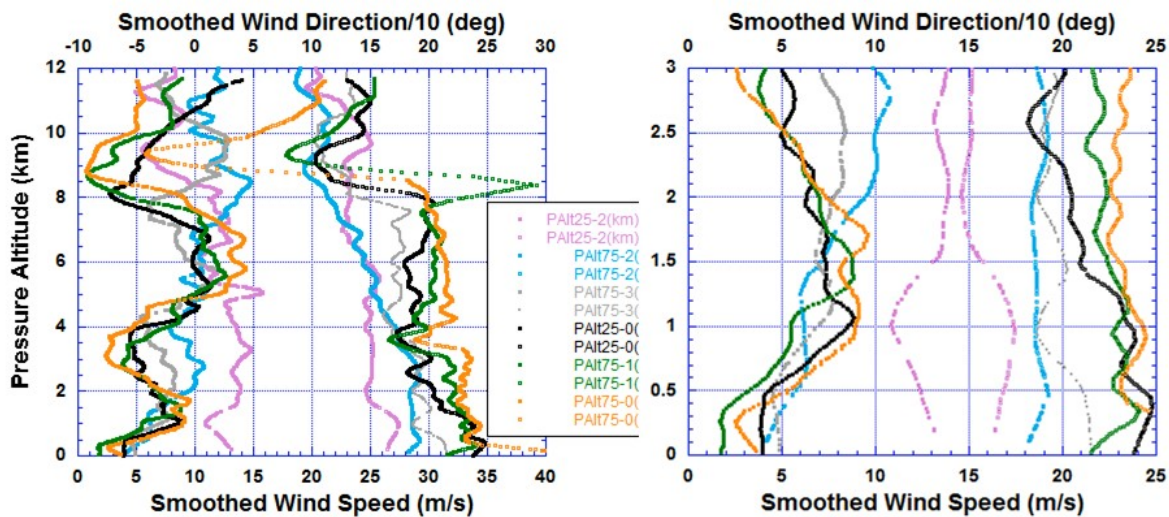 Smoothed Wind Direction/10 (deg)
-10 -5 0 5 10 15 20 25 30
12
10
8
6
4
2
0
Pressure Altitude (km)
PAlt25-2(km)
PAlt25-2(km)
PAlt75-2(
PAlt75-2(
PAlt75-3(
PAlt75-3(
PAlt25-0(
PAlt25-0(
PAlt75-1(
PAlt75-1(
PAlt75-0(
PAlt75-0(
0 5 10 15 20 25 30 35 40
Smoothed Wind Speed (m/s)
Smoothed Wind Direction/10 (deg)
0 5 10 15 20 25
3
2.5
2
1.5
1
0.5
0
0 5 10 15 20 25
Smoothed Wind Speed (m/s)